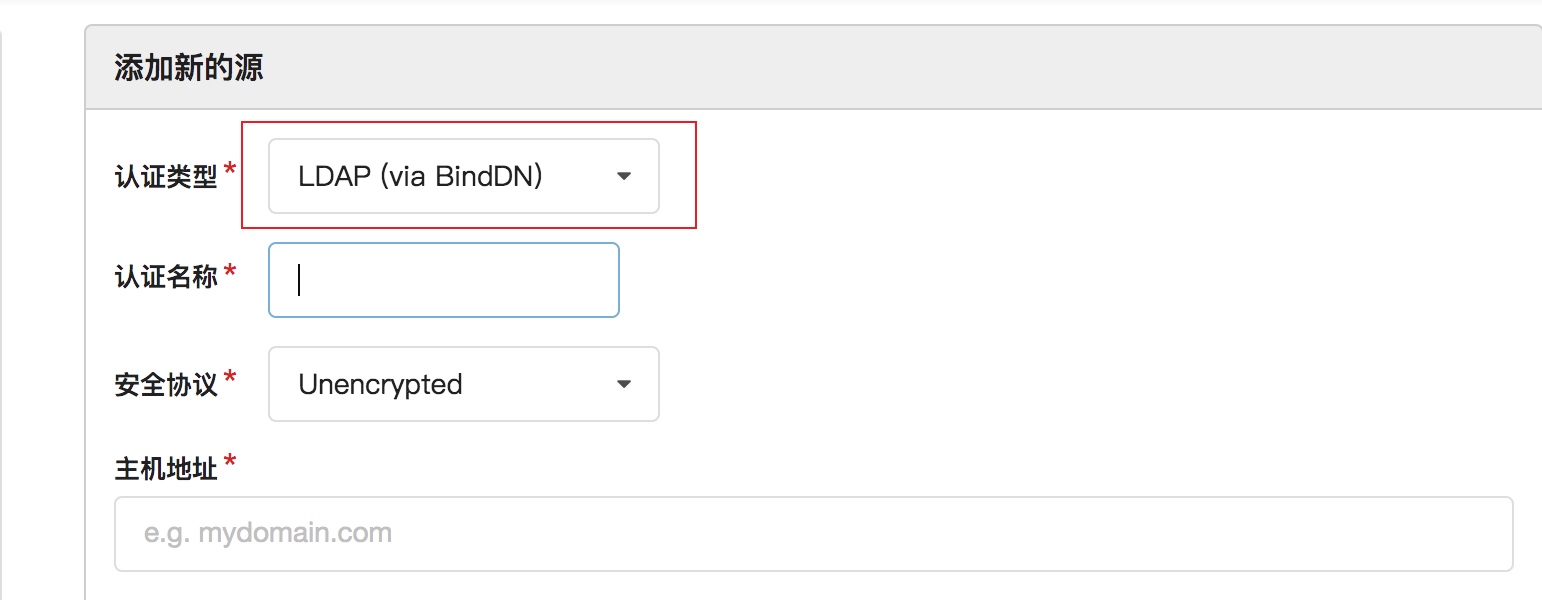 添加新的源
认证类型* LDAP (via BindDN)
认证名称*
安全协议* Unencrypted
主机地址*
e.g. mydomain.com